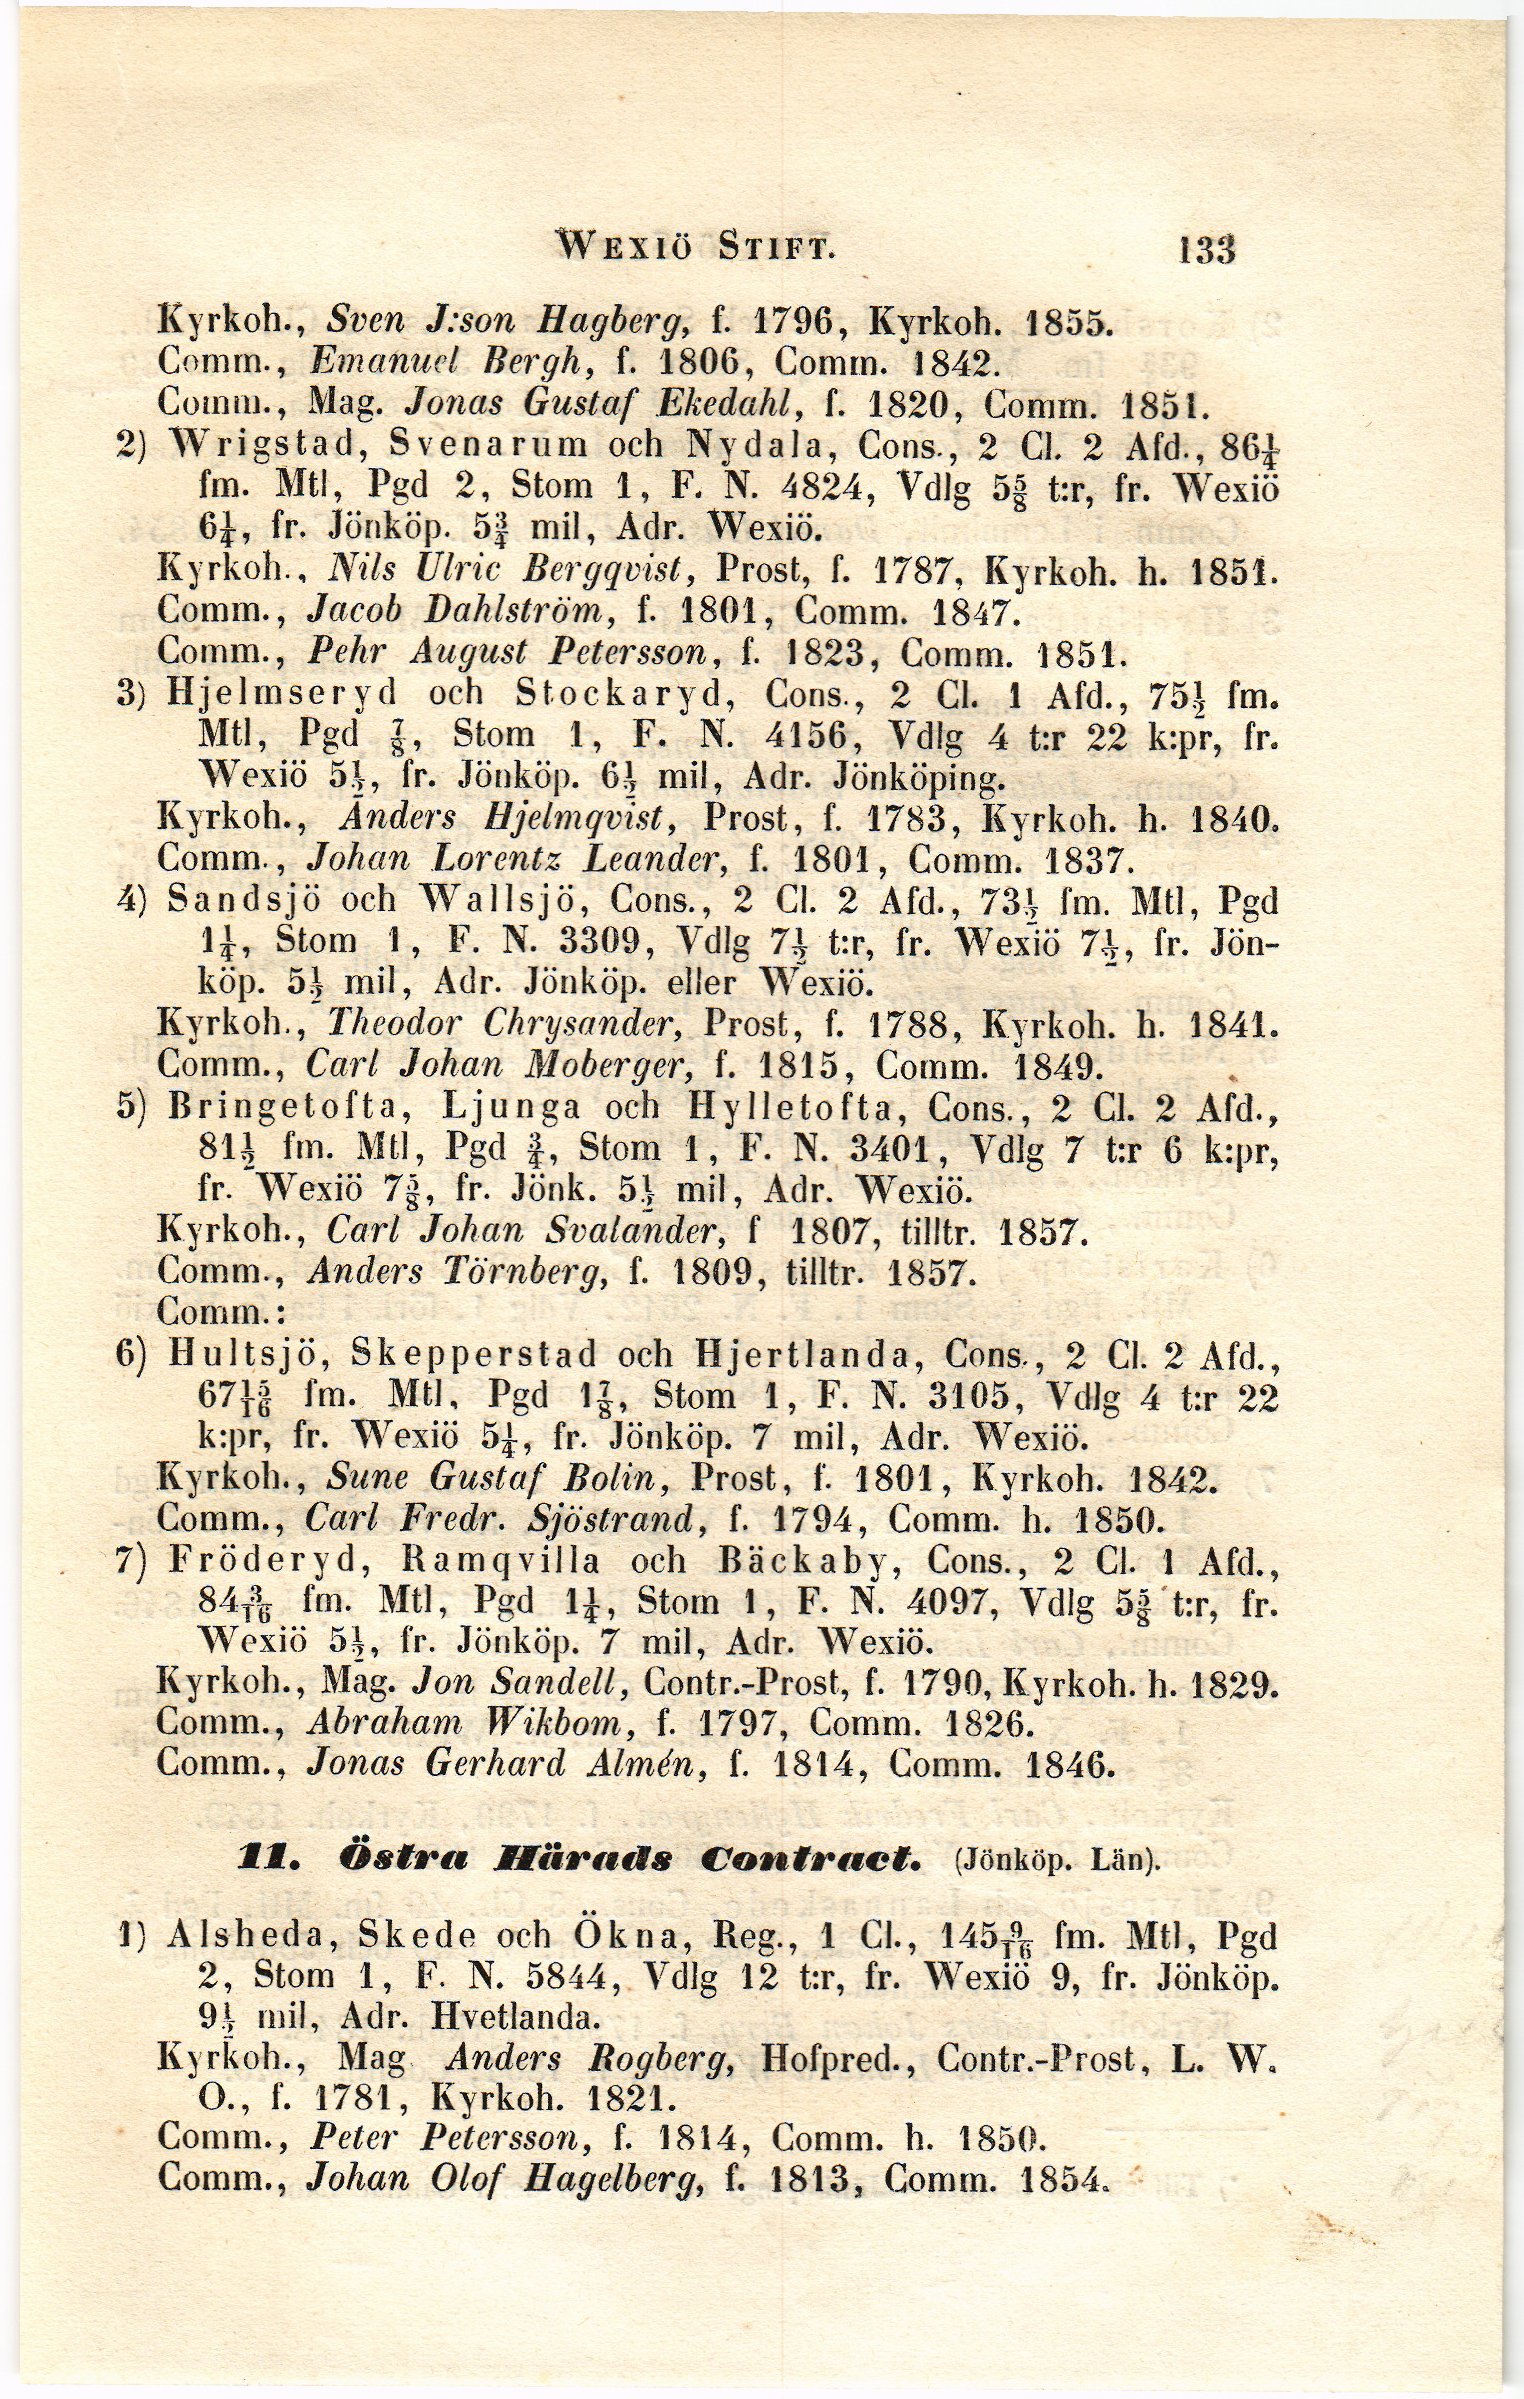 WEXIÖ STIFT. 133
Kyrkoh., Sven J:son Hagberg, f. 1796, Kyrkoh. 1855.
Comm., Emanuel Bergh, f. 1806, Comm. 1842.
Comm., Mag. Jonas Gustaf Ekedahl, f. 1820, Comm. 1851.
2) Wrigstad, Svenarum och Nydala, Cons., 2 Cl. 2 Afd., 86¼
fm. Mtl, Pgd 2, Stom 1, F. N. 4824, Vdlg 5⅝ t:r, fr. Wexiö
6¼, fr. Jönköp. 5¾ mil, Adr. Wexiö.
Kyrkoh., Nils Ulric Bergqvist, Prost, f. 1787, Kyrkoh. h. 1851.
Comm., Jacob Dahlström, f. 1801, Comm. 1847.
Comm., Pehr August Petersson, f. 1823, Comm. 1851.
3) Hjelmseryd och Stockaryd, Cons., 2 Cl. 1 Afd., 75½ fm.
Mtl, Pgd ⅞, Stom 1, F. N. 4156, Vdlg 4 t:r 22 k:pr, fr.
Wexiö 5½, fr. Jönköp. 6½ mil, Adr. Jönköping.
Kyrkoh., Anders Hjelmqvist, Prost, f. 1783, Kyrkoh. h. 1840.
Comm., Johan Lorentz Leander, f. 1801, Comm. 1837.
4) Sandsjö och Wallsjö, Cons., 2 Cl. 2 Afd., 73½ fm. Mtl, Pgd
1¼, Stom 1, F. N. 3309, Vdlg 7½ t:r, fr. Wexiö 7½, fr. Jön-
köp. 5½ mil, Adr. Jönköp. eller Wexiö.
Kyrkoh., Theodor Chrysander, Prost, f. 1788, Kyrkoh. h. 1841.
Comm., Carl Johan Moberger, f. 1815, Comm. 1849.
5) Bringetofta, Ljunga och Hylletofta, Cons., 2 Cl. 2 Afd.,
81½ fm. Mtl, Pgd ¾, Stom 1, F. N. 3401, Vdlg 7 t:r 6 k:pr,
fr. Wexiö 7⅝, fr. Jönk. 5½ mil, Adr. Wexiö.
Kyrkoh., Carl Johan Svalander, f 1807, tilltr. 1857.
Comm., Anders Törnberg, f. 1809, tilltr. 1857.
Comm.:
6) Hultsjö, Skepperstad och Hjertlanda, Cons., 2 Cl. 2 Afd.,
67 15/16 fm. Mtl, Pgd 1⅞, Stom 1, F. N. 3105, Vdlg 4 t:r 22
k:pr, fr. Wexiö 5¼, fr. Jönköp. 7 mil, Adr. Wexiö.
Kyrkoh., Sune Gustaf Bolin, Prost, f. 1801, Kyrkoh. 1842.
Comm., Carl Fredr. Sjöstrand, f. 1794, Comm. h. 1850.
7) Fröderyd, Ramqvilla och Bäckaby, Cons., 2 Cl. 1 Afd.,
84 3/16 fm. Mtl, Pgd 1¼, Stom 1, F. N. 4097, Vdlg 5⅝ t:r, fr.
Wexiö 5½, fr. Jönköp. 7 mil, Adr. Wexiö.
Kyrkoh., Mag. Jon Sandell, Contr.-Prost, f. 1790, Kyrkoh. h. 1829.
Comm., Abraham Wikbom, f. 1797, Comm. 1826.
Comm., Jonas Gerhard Almén, f. 1814, Comm. 1846.
11. Östra Härads Contract. (Jönköp. Län).
1) Alsheda, Skede och Ökna, Reg., 1 Cl., 145 9/16 fm. Mtl, Pgd
2, Stom 1, F. N. 5844, Vdlg 12 t:r, fr. Wexiö 9, fr. Jönköp.
9½ mil, Adr. Hvetlanda.
Kyrkoh., Mag. Anders Rogberg, Hofpred., Contr.-Prost, L. W.
O., f. 1781, Kyrkoh. 1821.
Comm., Peter Petersson, f. 1814, Comm. h. 1850.
Comm., Johan Olof Hagelberg, f. 1813, Comm. 1854.